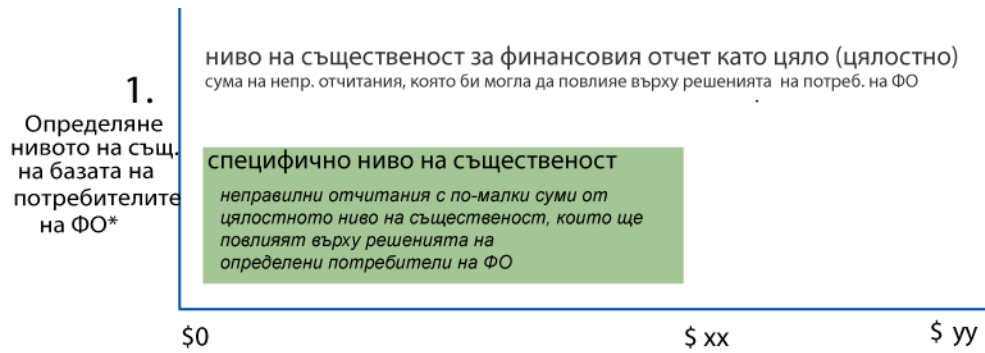 ниво на същественост за финансовия отчет като цяло (цялостно)
сума на непр. отчитания, която би могла да повлияе върху решенията на потреб. на ФО
1.
Определяне
нивото на същ.
на базата на
потребителите
на ФО*
специфично ниво на същественост
неправилни отчитания с по-малки суми от
цялостното ниво на същественост, които ще
повлияят върху решенията на
определени потребители на ФО
$0
$ xx
$ yy